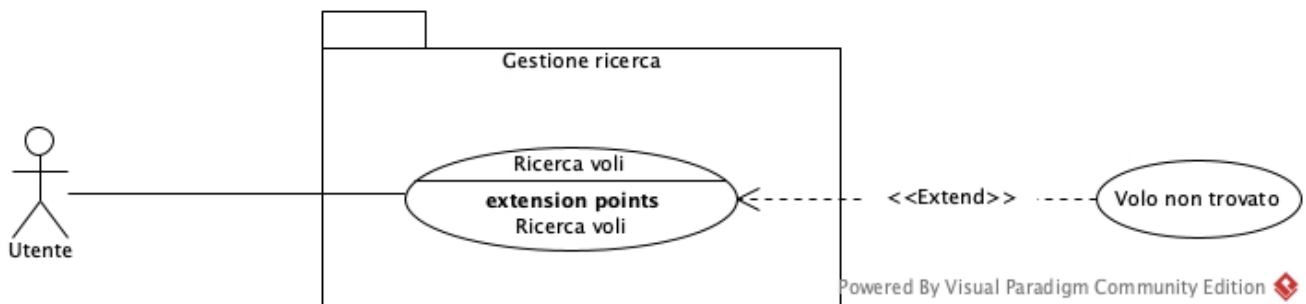 Gestione ricerca
Ricerca voli
extension points
Ricerca voli
<<Extend>>
Volo non trovato
Utente
Powered By Visual Paradigm Community Edition